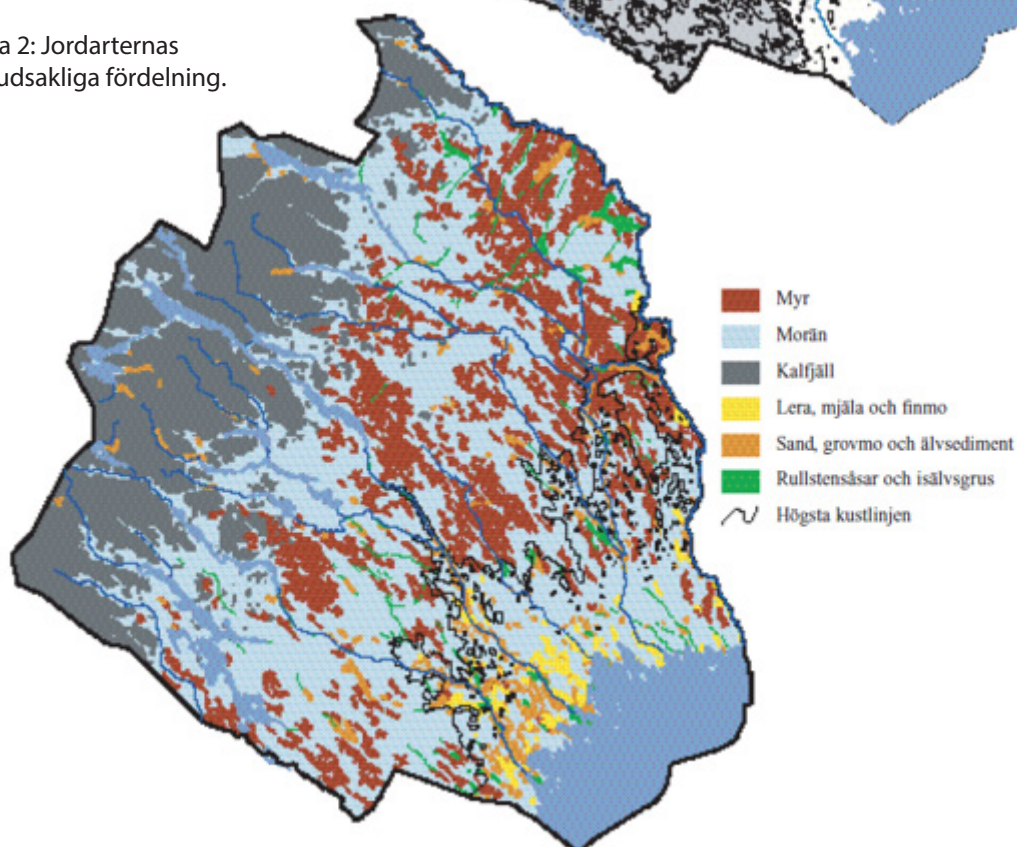 a 2: Jordarternas
udsakliga fördelning.
Myr
Morän
Kalfjäll
Lera, mjäla och finmo
Sand, grovmo och älvsediment
Rullstensåsar och isälvsgrus
Högsta kustlinjen